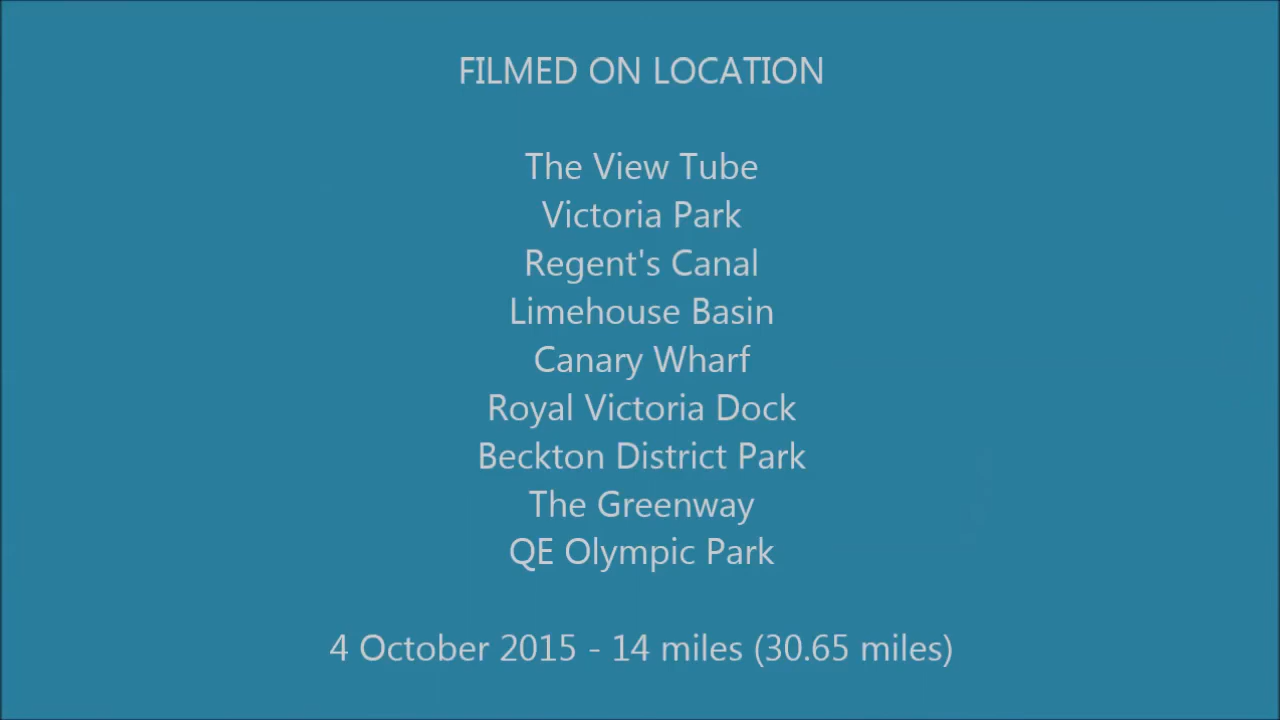 FILMED ON LOCATION
The View Tube
Victoria Park
Regent's Canal
Limehouse Basin
Canary Wharf
Royal Victoria Dock
Beckton District Park
The Greenway
QE Olympic Park
4 October 2015 - 14 miles (30.65 miles)